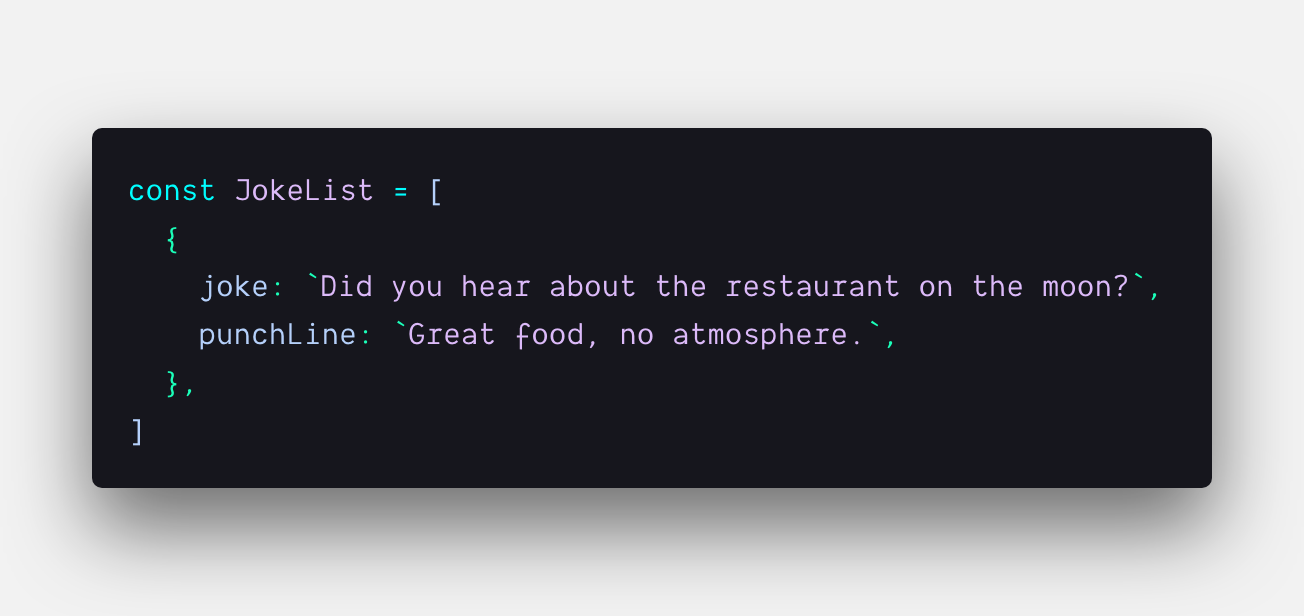 const JokeList = [
  {
    joke: `Did you hear about the restaurant on the moon?`,
    punchLine: `Great food, no atmosphere.`,
  },
]